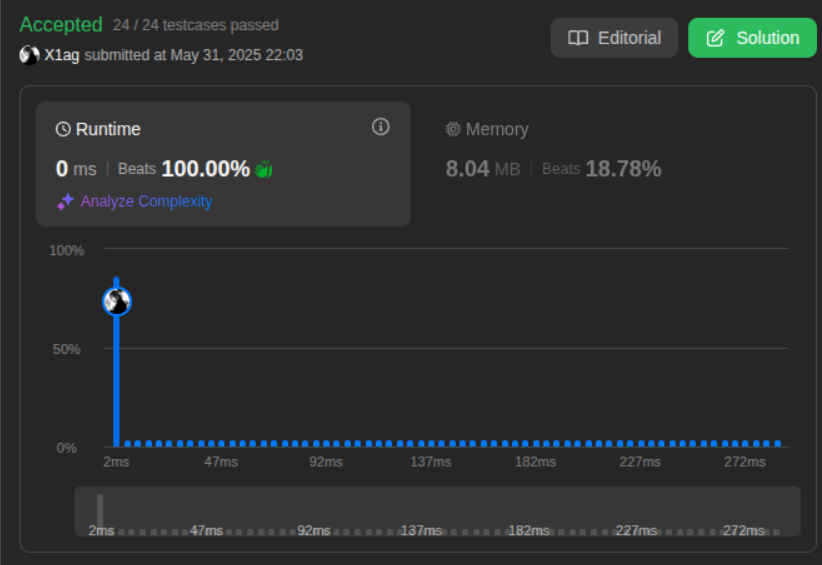 Accepted 24 / 24 testcases passed
Editorial
Solution
X1ag submitted at May 31, 2025 22:03
Runtime
0 ms | Beats 100.00%
Analyze Complexity
Memory
8.04 MB | Beats 18.78%
100%
50%
0%
2ms 47ms 92ms 137ms 182ms 227ms 272ms
2ms 47ms 92ms 137ms 182ms 227ms 272ms